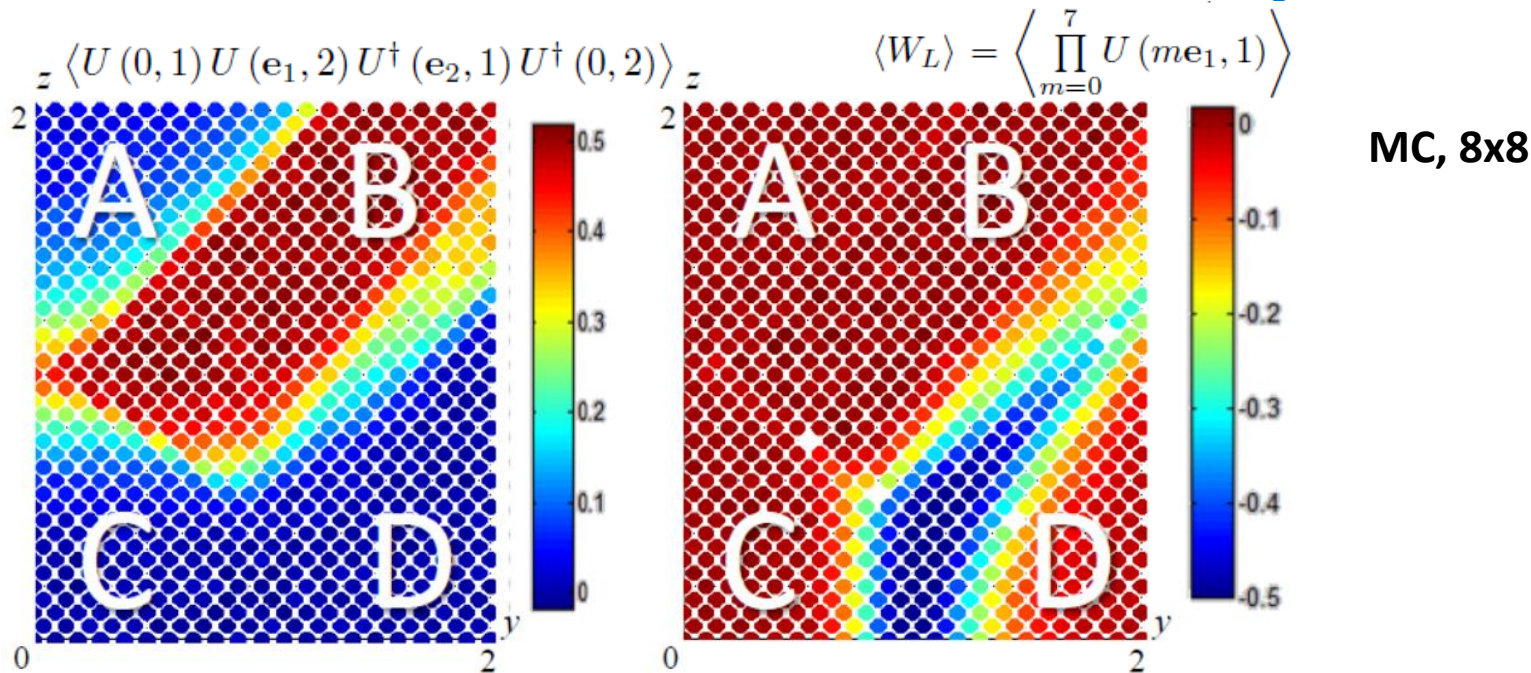 ⟨U (0,1) U (e₁,2) U† (e₂,1) U† (0,2)⟩
⟨W_L⟩ = ⟨∏_{m=0}^{7} U (me₁,1)⟩
z
2
A
B
C
D
0
y
2
0.5
0.4
0.3
0.2
0.1
0
z
2
A
B
C
D
0
y
2
0
-0.1
-0.2
-0.3
-0.4
-0.5
MC, 8x8